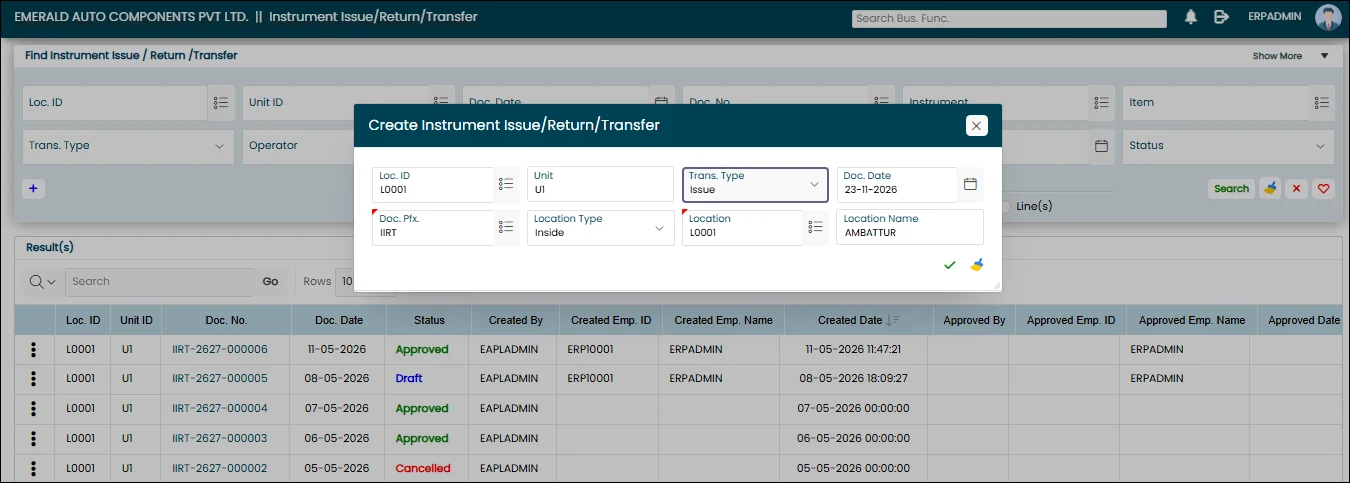 EMERALD AUTO COMPONENTS PVT LTD. || Instrument Issue/Return/Transfer
Search Bus. Func.
ERPADMIN
Find Instrument Issue / Return /Transfer
Show More
Loc. ID
Unit ID
Doc. Date
Doc. No.
Instrument
Item
Trans. Type
Operator
Status
Create Instrument Issue/Return/Transfer
Loc. ID
L0001
Unit
U1
Trans. Type
Issue
Doc. Date
23-11-2026
Doc. Pfx.
IIRT
Location Type
Inside
Location
L0001
Location Name
AMBATTUR
+
Search
Line(s)
Result(s)
Search
Go
Rows
10
Loc. ID Unit ID Doc. No. Doc. Date Status Created By Created Emp. ID Created Emp. Name Created Date Approved By Approved Emp. ID Approved Emp. Name Approved Date
L0001 U1 IIRT-2627-000006 11-05-2026 Approved EAPLADMIN ERP10001 ERPADMIN 11-05-2026 11:47:21 ERPADMIN
L0001 U1 IIRT-2627-000005 08-05-2026 Draft EAPLADMIN ERP10001 ERPADMIN 08-05-2026 18:09:27 ERPADMIN
L0001 U1 IIRT-2627-000004 07-05-2026 Approved EAPLADMIN 07-05-2026 00:00:00
L0001 U1 IIRT-2627-000003 06-05-2026 Approved EAPLADMIN 06-05-2026 00:00:00
L0001 U1 IIRT-2627-000002 05-05-2026 Cancelled EAPLADMIN 05-05-2026 00:00:00